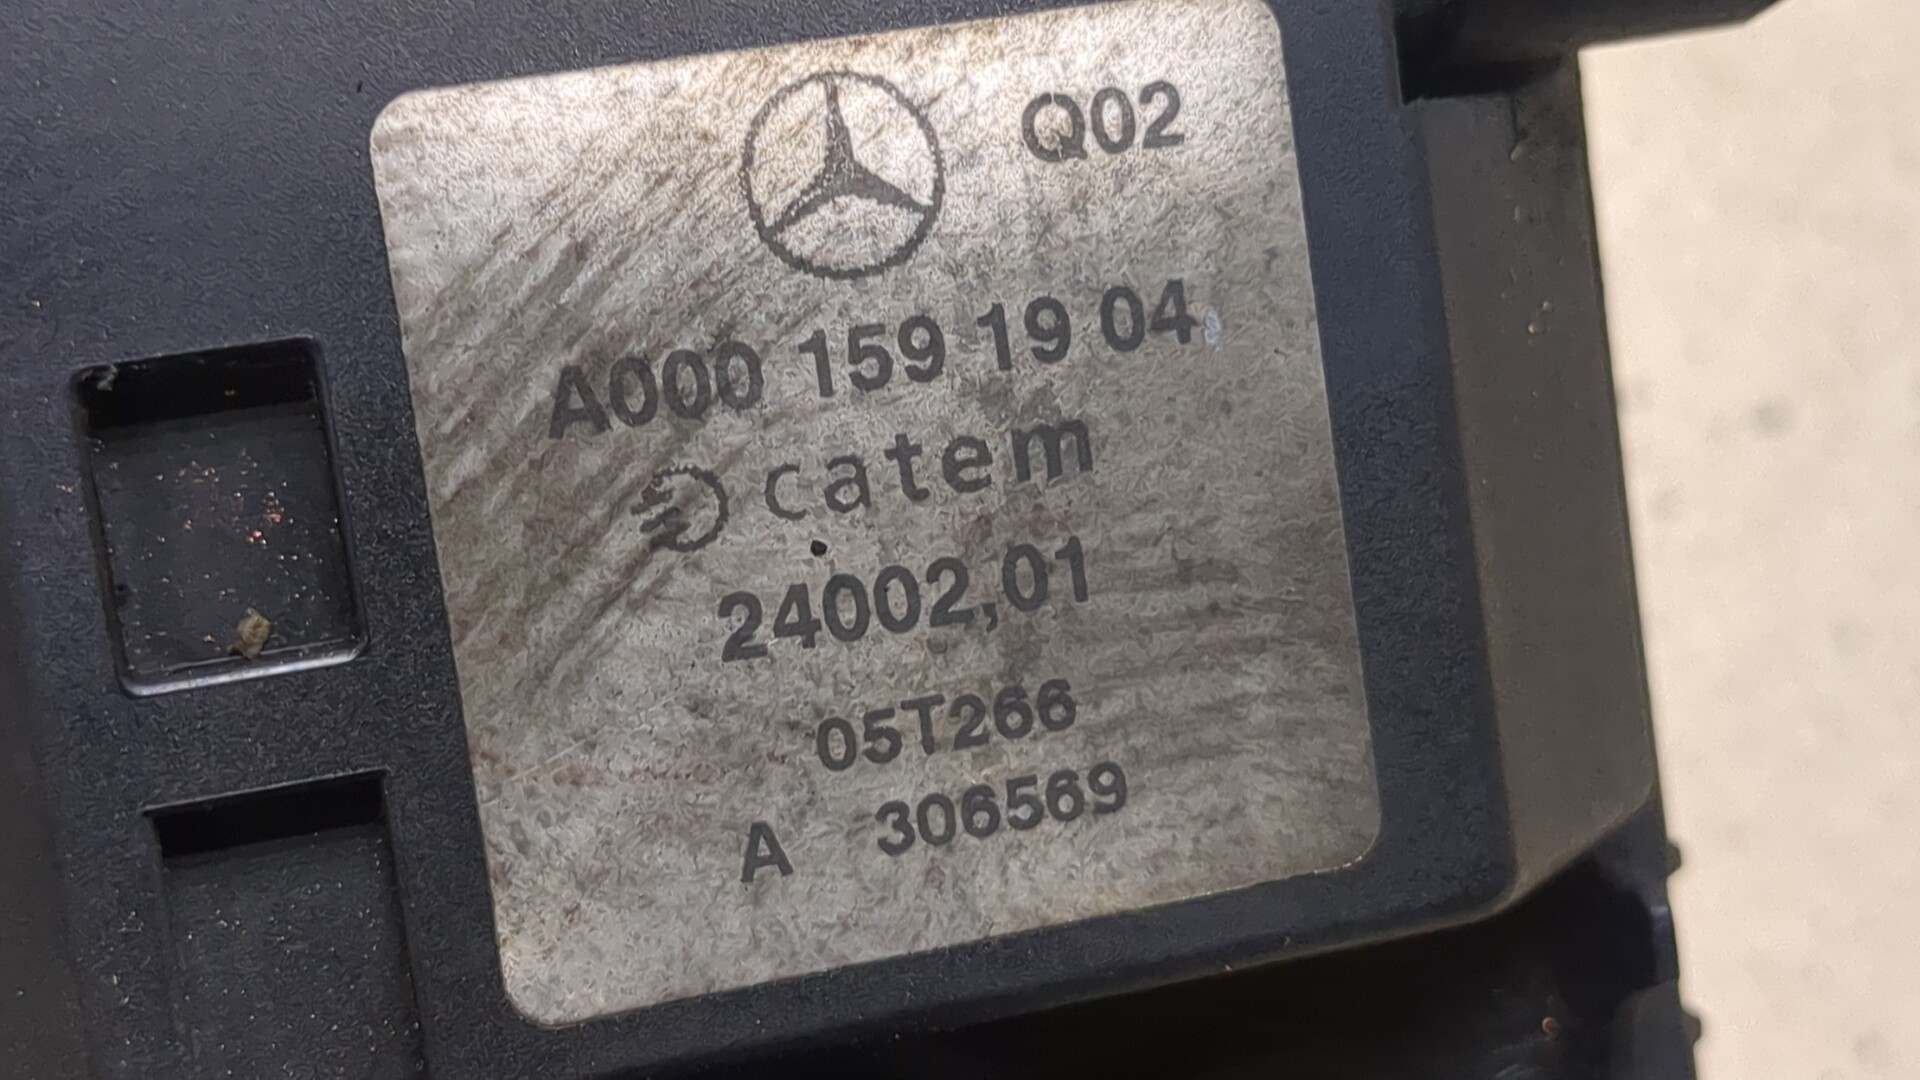 Q02
A000 159 19 04
catem
24002,01
05T266
A 306569